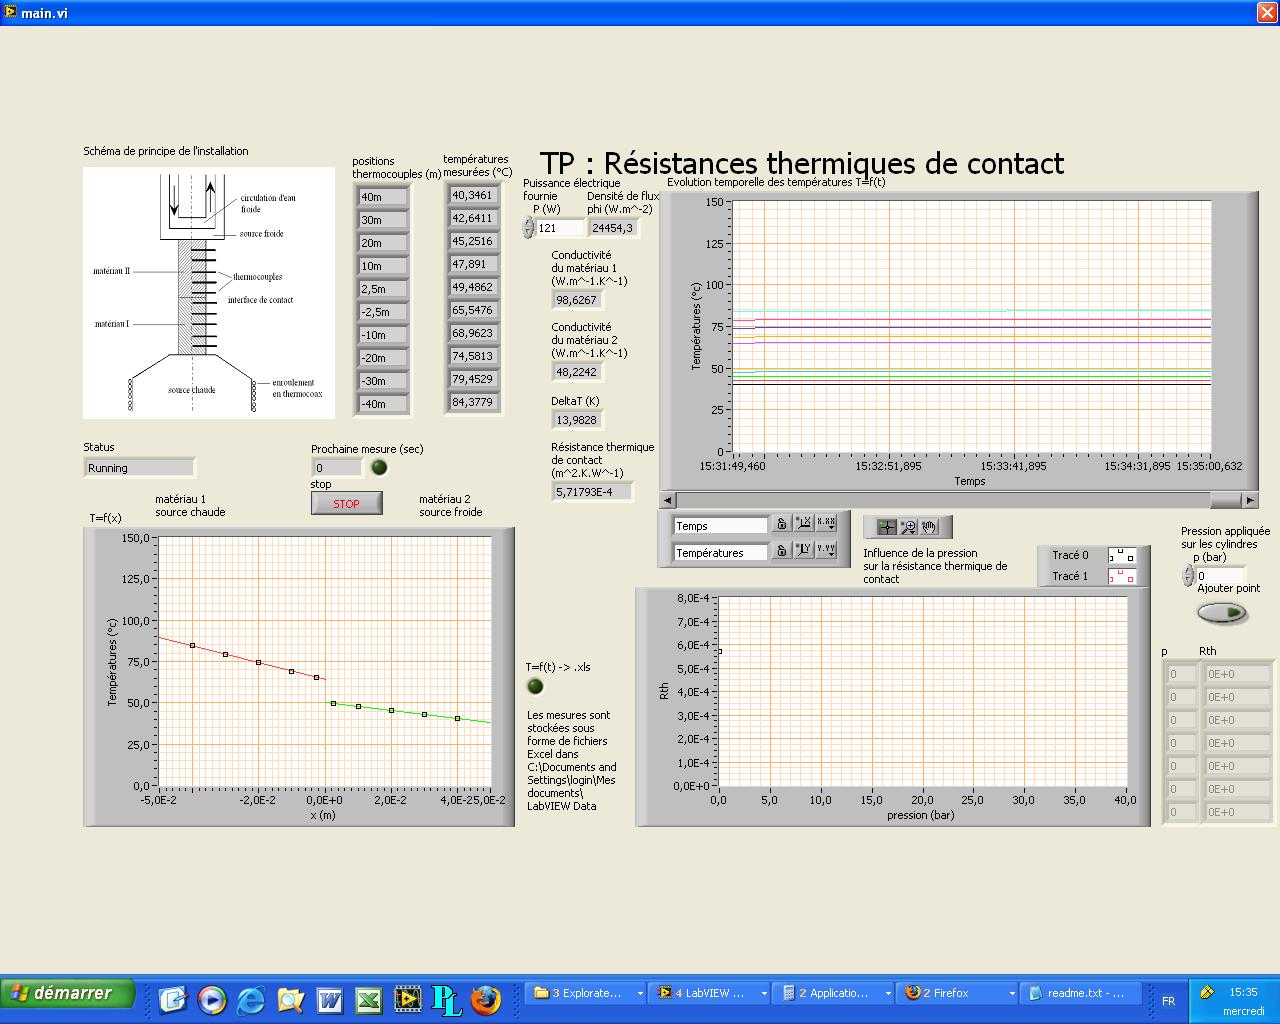 main.vi
Schéma de principe de l'installation
circulation d'eau
froide
source froide
matériau II
thermocouples
interface de contact
matériau I
source chaude
enroulement
en thermocoax
positions
thermocouples (m)
40m
30m
20m
10m
2,5m
-2,5m
-10m
-20m
-30m
-40m
températures
mesurées (°C)
40,3461
42,6411
45,2516
47,891
49,4862
65,5476
68,9623
74,5813
79,4529
84,3779
TP : Résistances thermiques de contact
Puissance électrique
fournie
P (W)
121
Densité de flux
phi (W.m^-2)
24454,3
Conductivité
du matériau 1
(W.m^-1.K^-1)
98,6267
Conductivité
du matériau 2
(W.m^-1.K^-1)
48,2242
DeltaT (K)
13,9828
Résistance thermique
de contact
(m^2.K.W^-1)
5,71793E-4
Evolution temporelle des températures T=f(t)
Températures (°c)
150
125
100
75
50
25
0
15:31:49,460
15:32:51,895
15:33:41,895
15:34:31,895
15:35:00,632
Temps
Temps
Températures
Status
Running
Prochaine mesure (sec)
0
stop
STOP
matériau 1
source chaude
matériau 2
source froide
T=f(x)
Températures (°c)
150,0
125,0
100,0
75,0
50,0
25,0
0,0
-5,0E-2
-2,0E-2
0,0E+0
2,0E-2
4,0E-2
5,0E-2
x (m)
T=f(t) -> .xls
Les mesures sont
stockées sous
forme de fichiers
Excel dans
C:\Documents and
Settings\login\Mes
documents\
LabVIEW Data
Influence de la pression
sur la résistance thermique de
contact
Tracé 0
Tracé 1
Rth
8,0E-4
7,0E-4
6,0E-4
5,0E-4
4,0E-4
3,0E-4
2,0E-4
1,0E-4
0,0E+0
0,0
5,0
10,0
15,0
20,0
25,0
30,0
35,0
40,0
pression (bar)
Pression appliquée
sur les cylindres
p (bar)
0
Ajouter point
p Rth
0 0E+0
0 0E+0
0 0E+0
0 0E+0
0 0E+0
0 0E+0
0 0E+0
démarrer
3 Explorate...
4 LabVIEW ...
2 Applicatio...
2 Firefox
readme.txt - ...
FR
15:35
mercredi